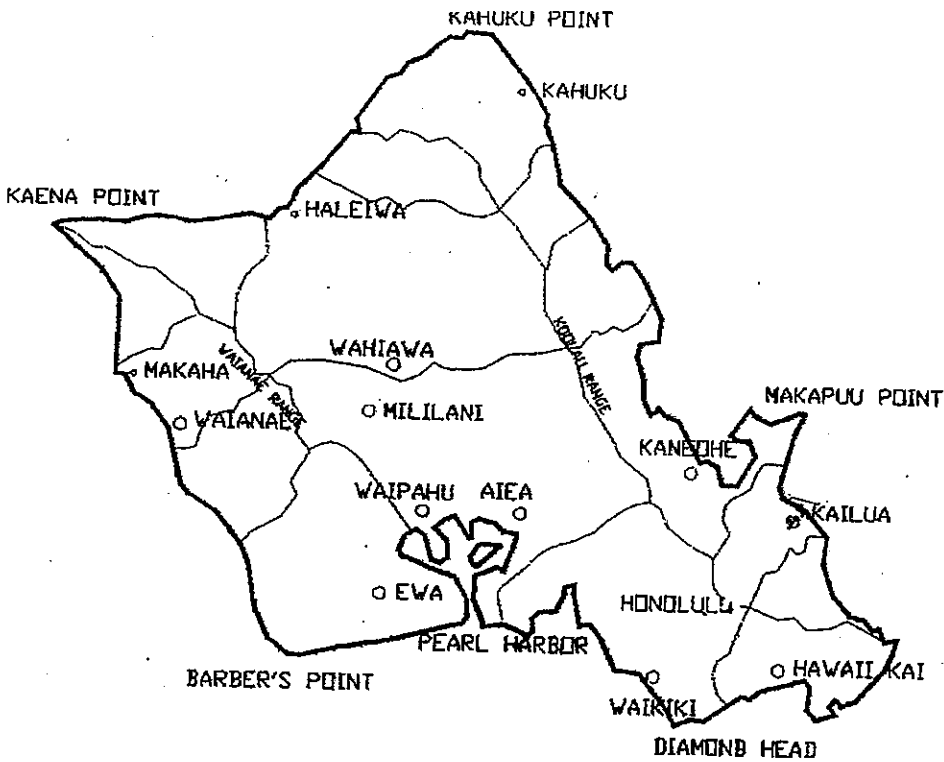 KAHUKU POINT
KAHUKU
KAENA POINT
HALEIWA
WAHIAWA
KOOLAU RANGE
WAIANAE RANGE
MAKAHA
MILILANI
MAKAPUU POINT
WAIANAE
KANEOHE
WAIPAHU AIEA
KAILUA
EWA
HONOLULU
PEARL HARBOR
BARBER'S POINT
HAWAII KAI
WAIKIKI
DIAMOND HEAD